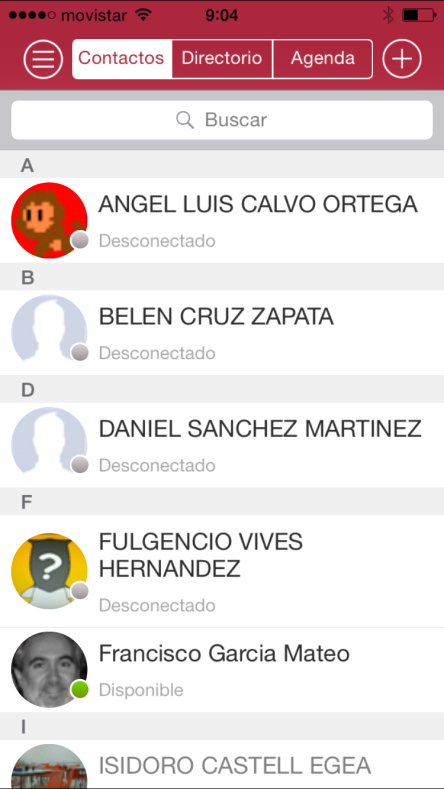 movistar 9:04
Contactos Directorio Agenda
Buscar
A
ANGEL LUIS CALVO ORTEGA
Desconectado
B
BELEN CRUZ ZAPATA
Desconectado
D
DANIEL SANCHEZ MARTINEZ
Desconectado
F
?
FULGENCIO VIVES
HERNANDEZ
Desconectado
Francisco Garcia Mateo
Disponible
I
ISIDORO CASTELL EGEA